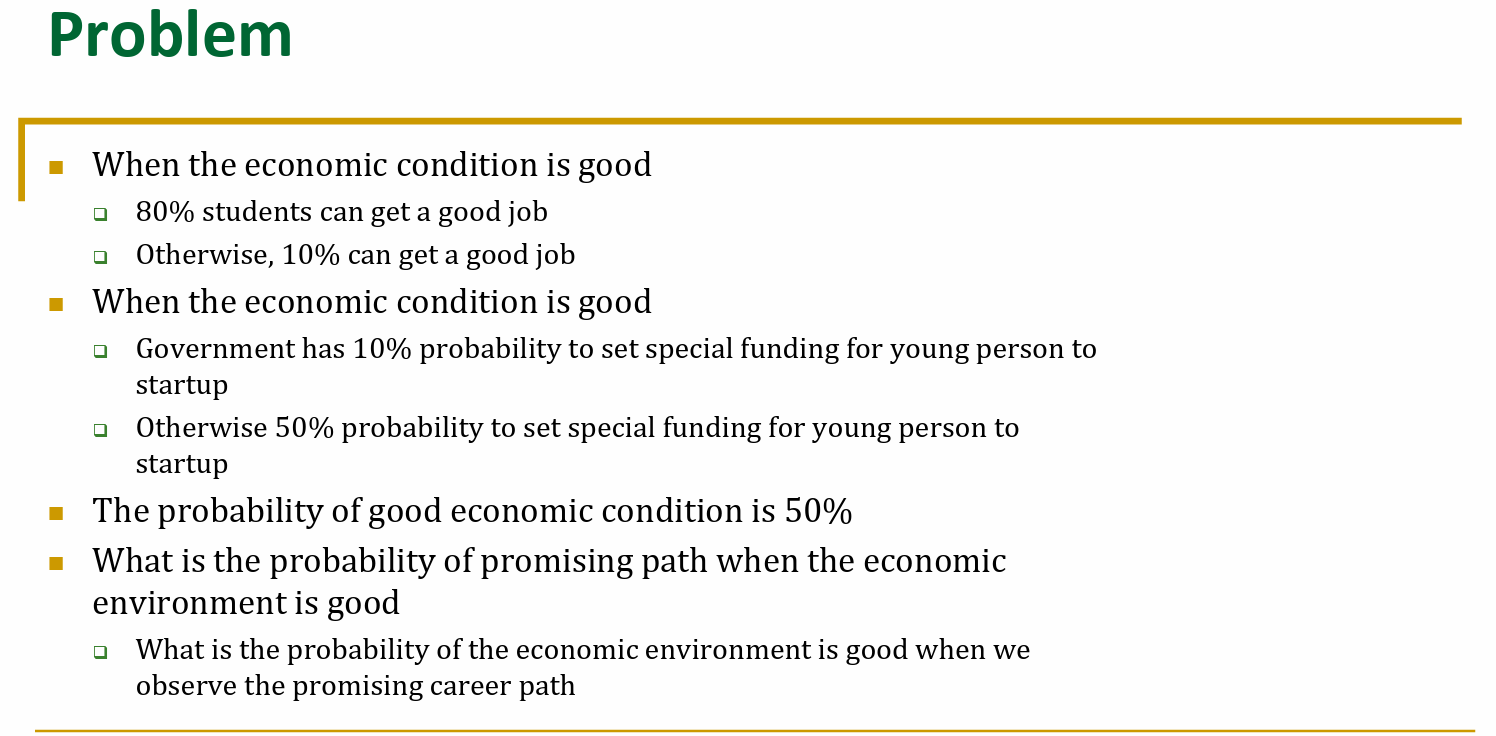 Problem
When the economic condition is good
80% students can get a good job
Otherwise, 10% can get a good job
When the economic condition is good
Government has 10% probability to set special funding for young person to
startup
Otherwise 50% probability to set special funding for young person to
startup
The probability of good economic condition is 50%
What is the probability of promising path when the economic
environment is good
What is the probability of the economic environment is good when we
observe the promising career path